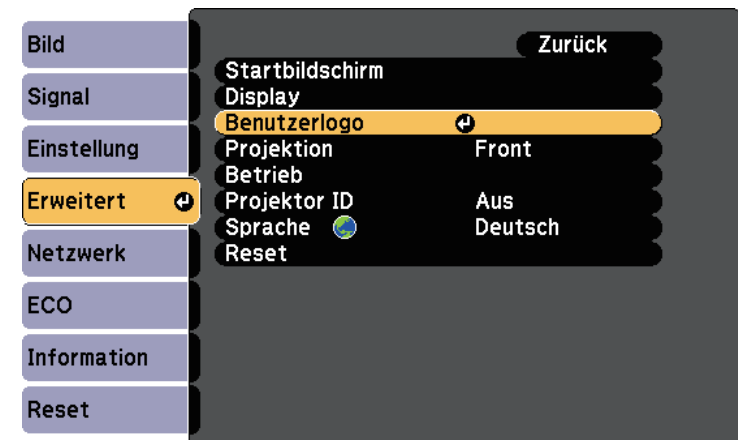 Bild
Signal
Einstellung
Erweitert
Netzwerk
ECO
Information
Reset
Zurück
Startbildschirm
Display
Benutzerlogo
Projektion Front
Betrieb
Projektor ID Aus
Sprache Deutsch
Reset